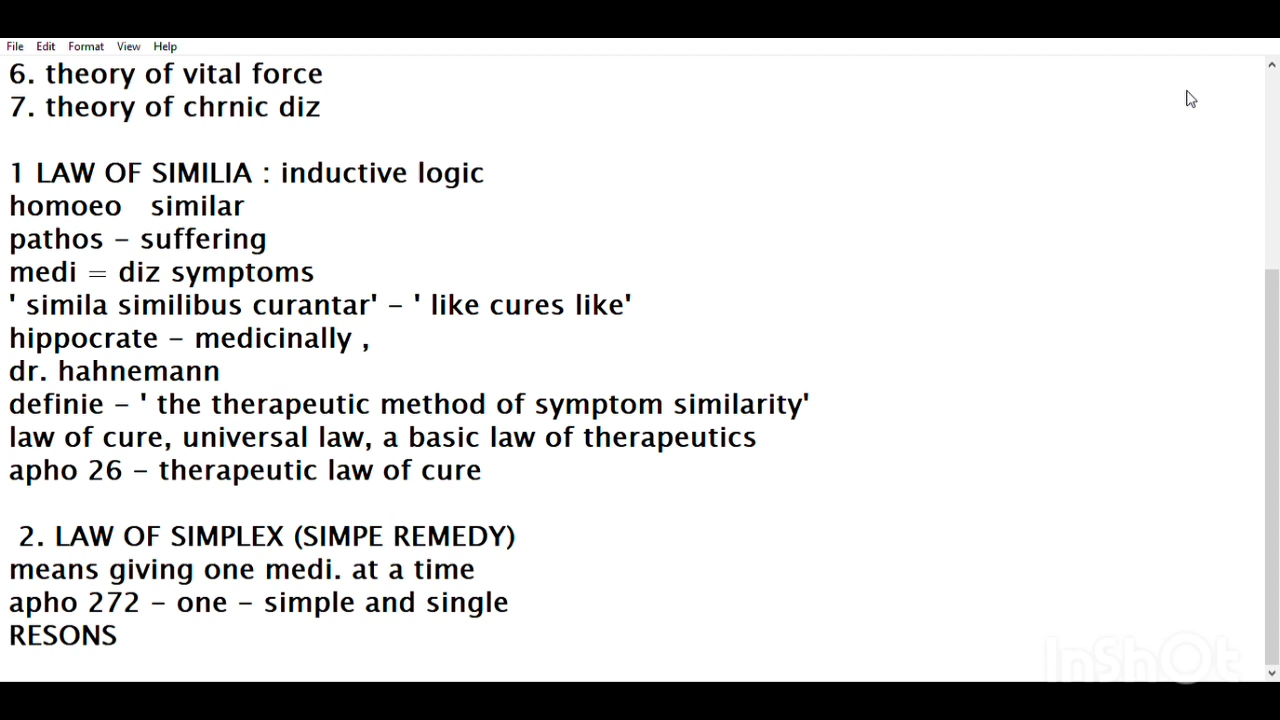 File Edit Format View Help
6. theory of vital force
7. theory of chrnic diz
1 LAW OF SIMILIA : inductive logic
homoeo similar
pathos - suffering
medi = diz symptoms
' simila similibus curantar' - ' like cures like'
hippocrate - medicinally ,
dr. hahnemann
definie - ' the therapeutic method of symptom similarity'
law of cure, universal law, a basic law of therapeutics
apho 26 - therapeutic law of cure
2. LAW OF SIMPLEX (SIMPE REMEDY)
means giving one medi. at a time
apho 272 - one - simple and single
RESONS
InShOt